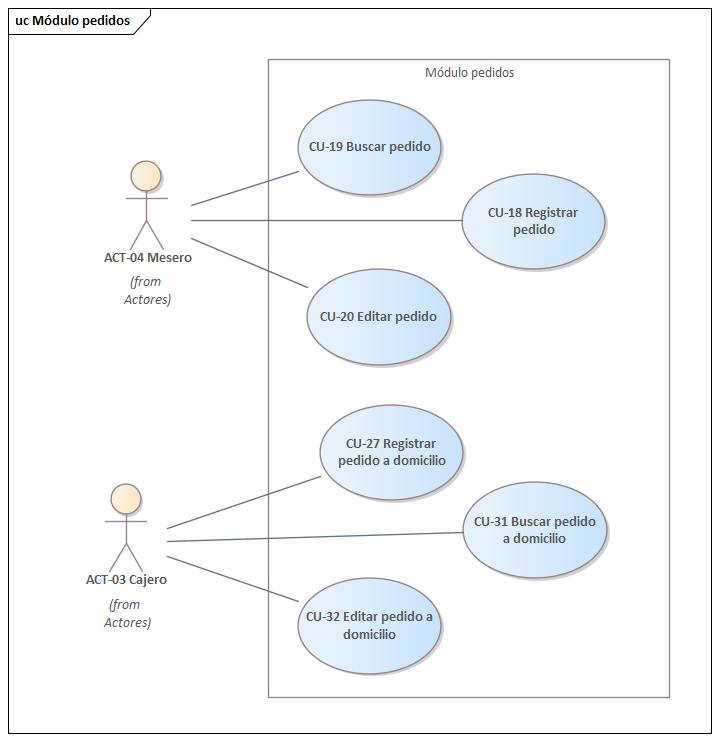 uc Módulo pedidos
Módulo pedidos
CU-19 Buscar pedido
CU-18 Registrar
pedido
ACT-04 Mesero
(from
Actores)
CU-20 Editar pedido
CU-27 Registrar
pedido a domicilio
CU-31 Buscar pedido
a domicilio
ACT-03 Cajero
(from
Actores)
CU-32 Editar pedido a
domicilio